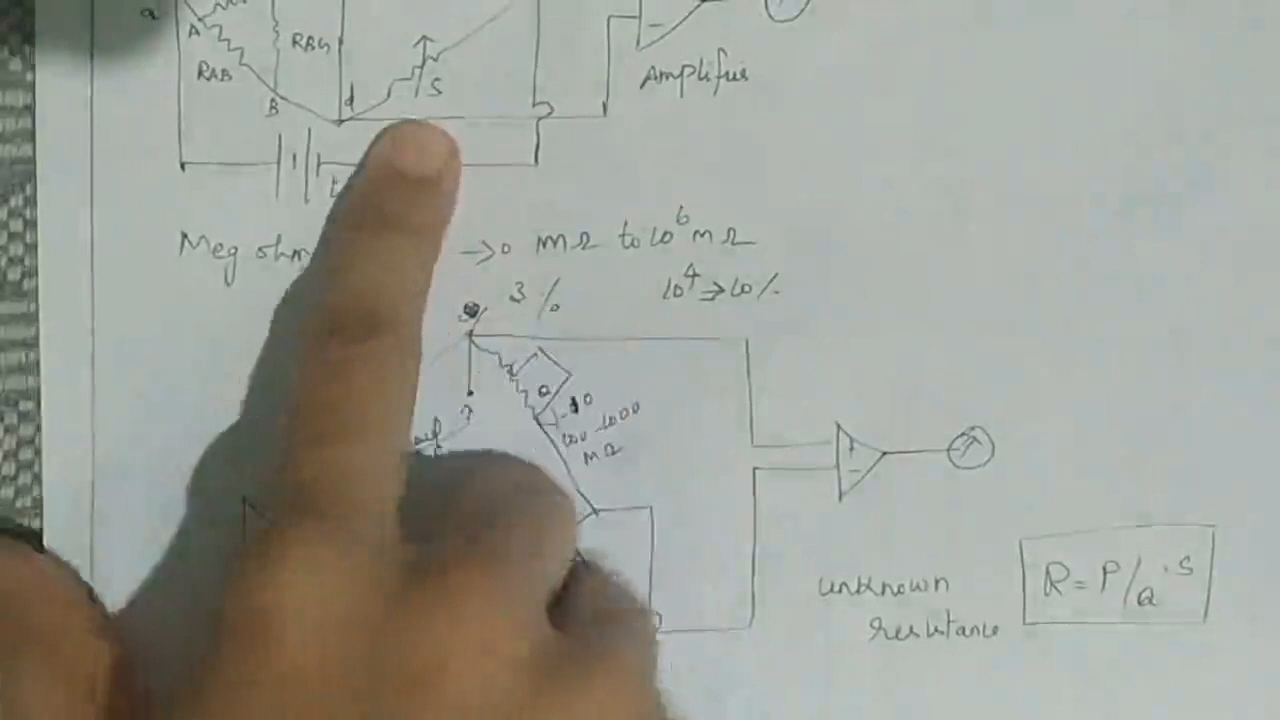 a
A
RBG
RAB
S
B
d
Amplifier
Meg ohm
→0 mΩ to 10⁶ mΩ
3 %
10⁴ ⇒ 10%
Q
100 1000
mΩ
+
-
unknown
resistance
R = P/Q . S